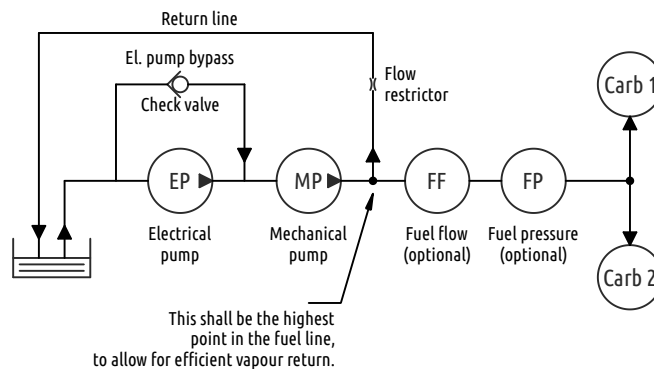 Return line
El. pump bypass
Check valve
Flow
restrictor
Carb 1
EP
MP
FF
FP
Electrical
pump
Mechanical
pump
Fuel flow
(optional)
Fuel pressure
(optional)
Carb 2
This shall be the highest
point in the fuel line,
to allow for efficient vapour return.